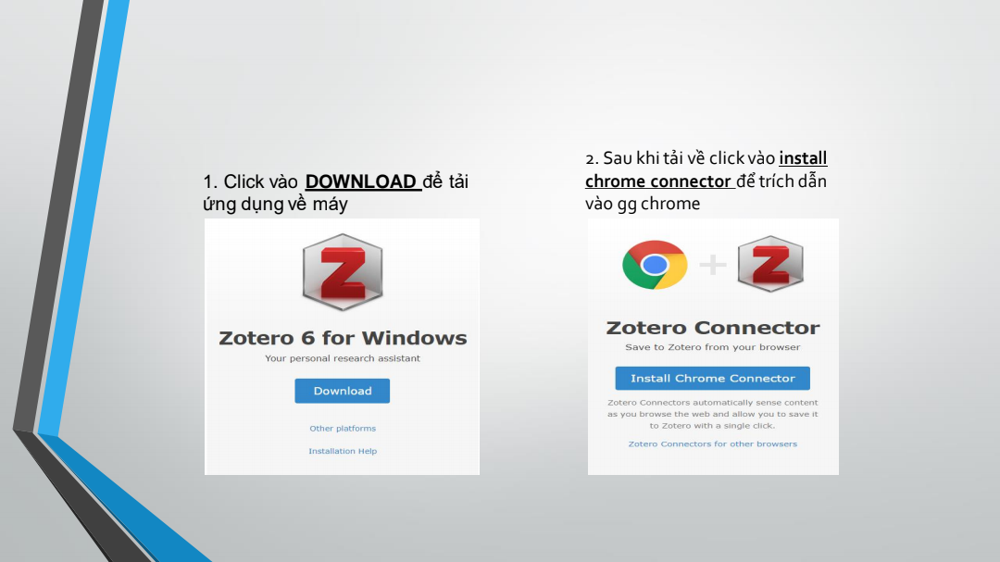 1. Click vào DOWNLOAD để tải
ứng dụng về máy
Z
Zotero 6 for Windows
Your personal research assistant
Download
Other platforms
Installation Help
2. Sau khi tải về click vào install
chrome connector để trích dẫn
vào gg chrome
+ Z
Zotero Connector
Save to Zotero from your browser
Install Chrome Connector
Zotero Connectors automatically sense content
as you browse the web and allow you to save it
to Zotero with a single click.
Zotero Connectors for other browsers